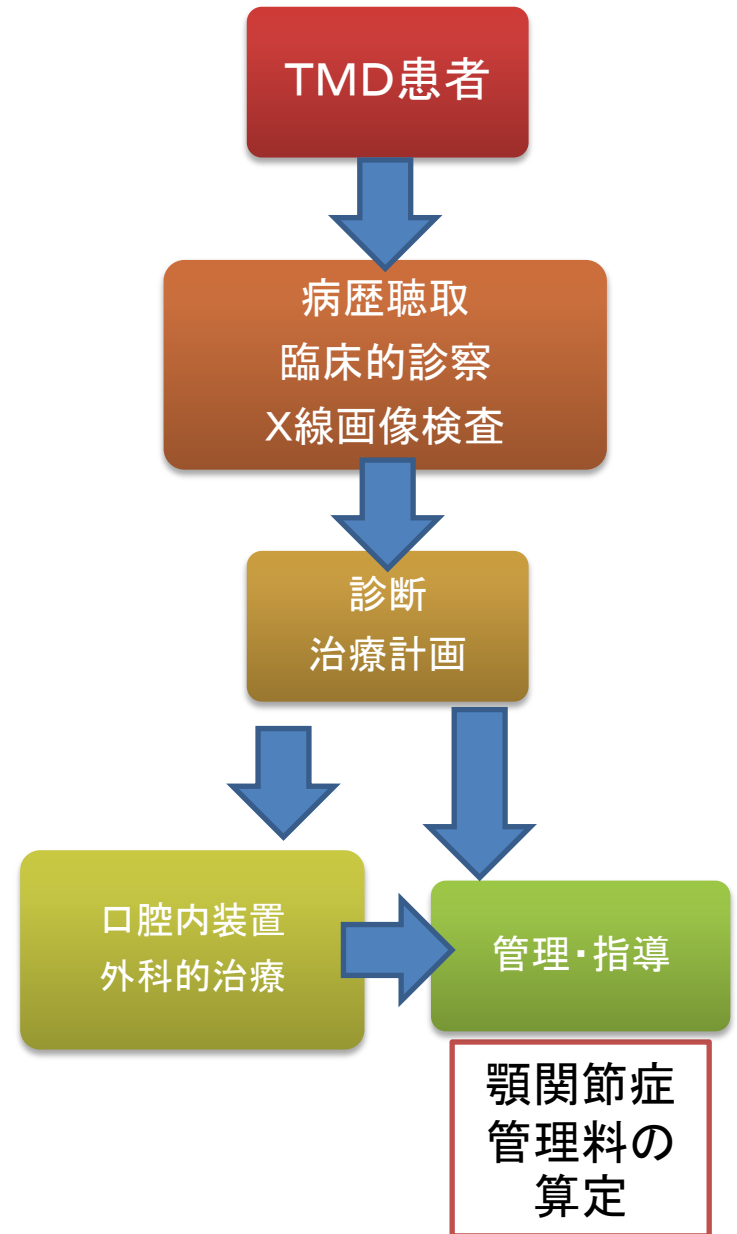 TMD患者
病歴聴取
臨床的診察
X線画像検査
診断
治療計画
口腔内装置
外科的治療
管理・指導
顎関節症
管理料の
算定